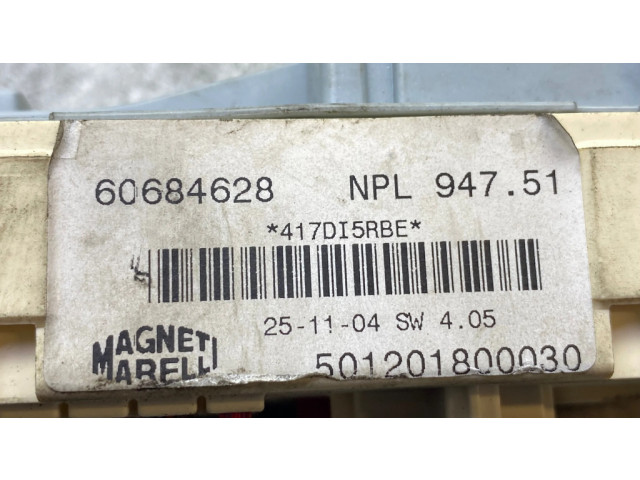 60684628 NPL 947.51
*417DI5RBE*
25-11-04 SW 4.05
MAGNETI
MARELLI
501201800030